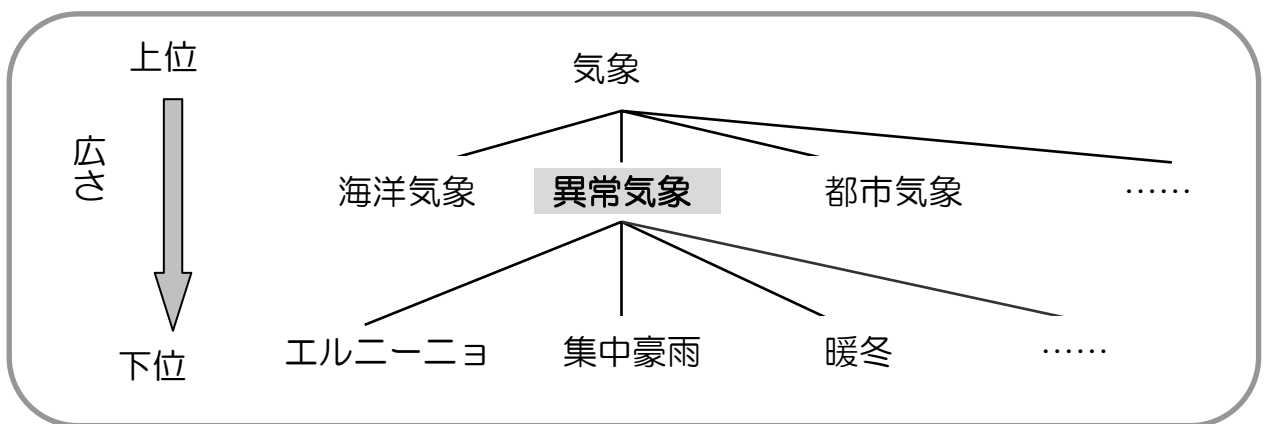 上位
気象
広さ
海洋気象
異常気象
都市気象
……
エルニーニョ
集中豪雨
暖冬
……
下位